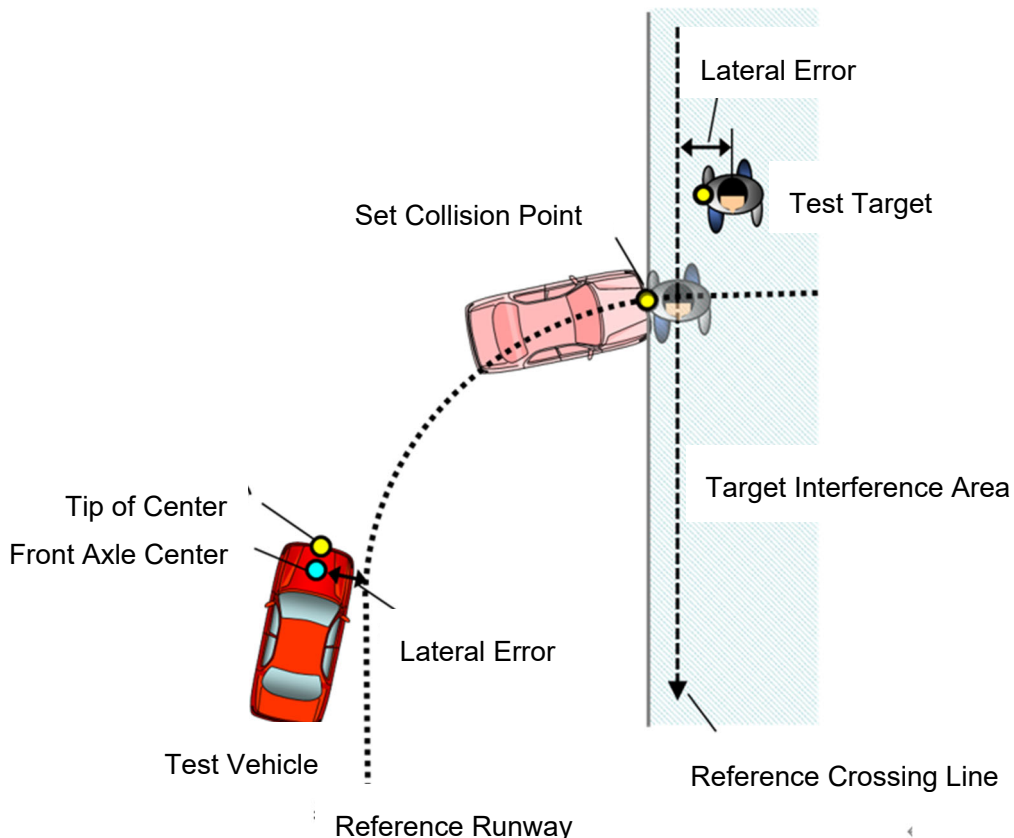 Lateral Error
Test Target
Set Collision Point
Target Interference Area
Tip of Center
Front Axle Center
Lateral Error
Test Vehicle
Reference Crossing Line
Reference Runway